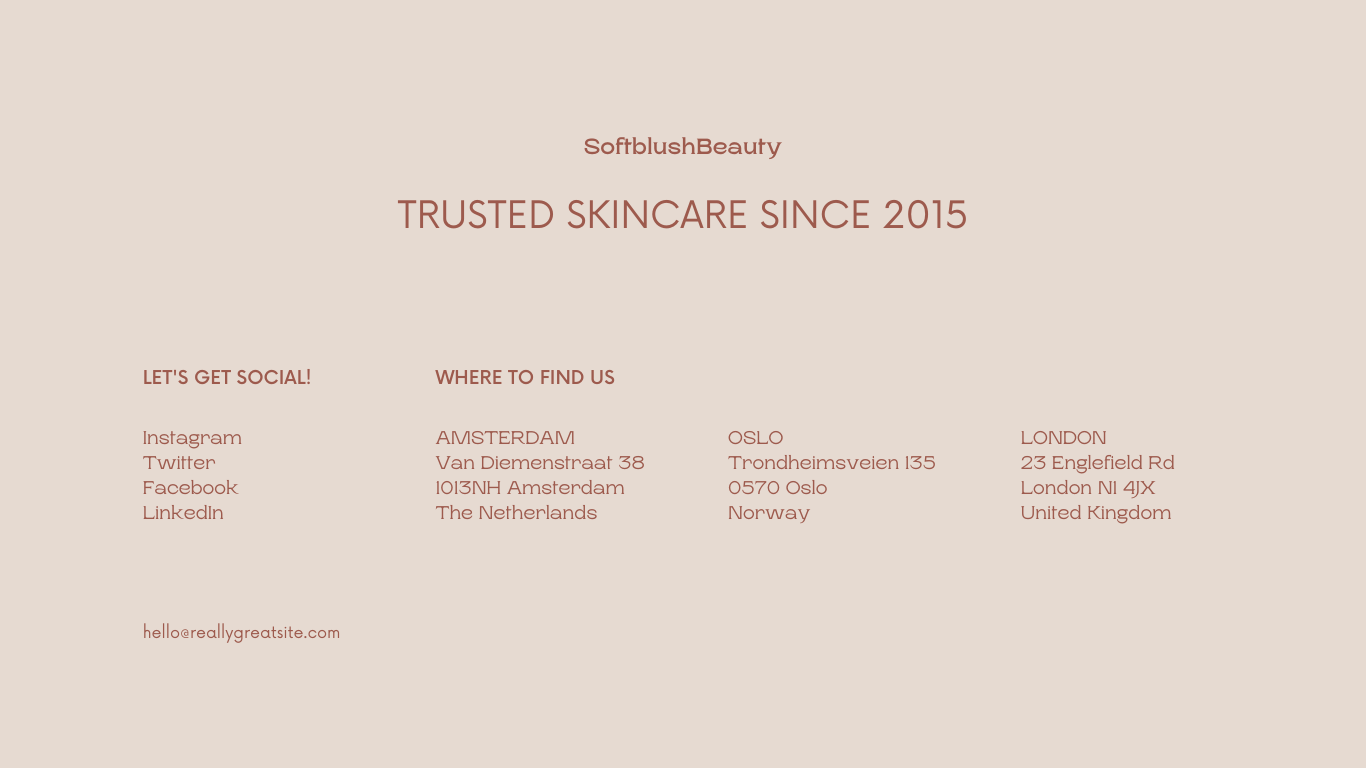 SoftblushBeauty
TRUSTED SKINCARE SINCE 2015
LET'S GET SOCIAL!
Instagram
Twitter
Facebook
LinkedIn
WHERE TO FIND US
AMSTERDAM
Van Diemenstraat 38
1013NH Amsterdam
The Netherlands
OSLO
Trondheimsveien 135
0570 Oslo
Norway
LONDON
23 Englefield Rd
London N1 4JX
United Kingdom
hello@reallygreatsite.com